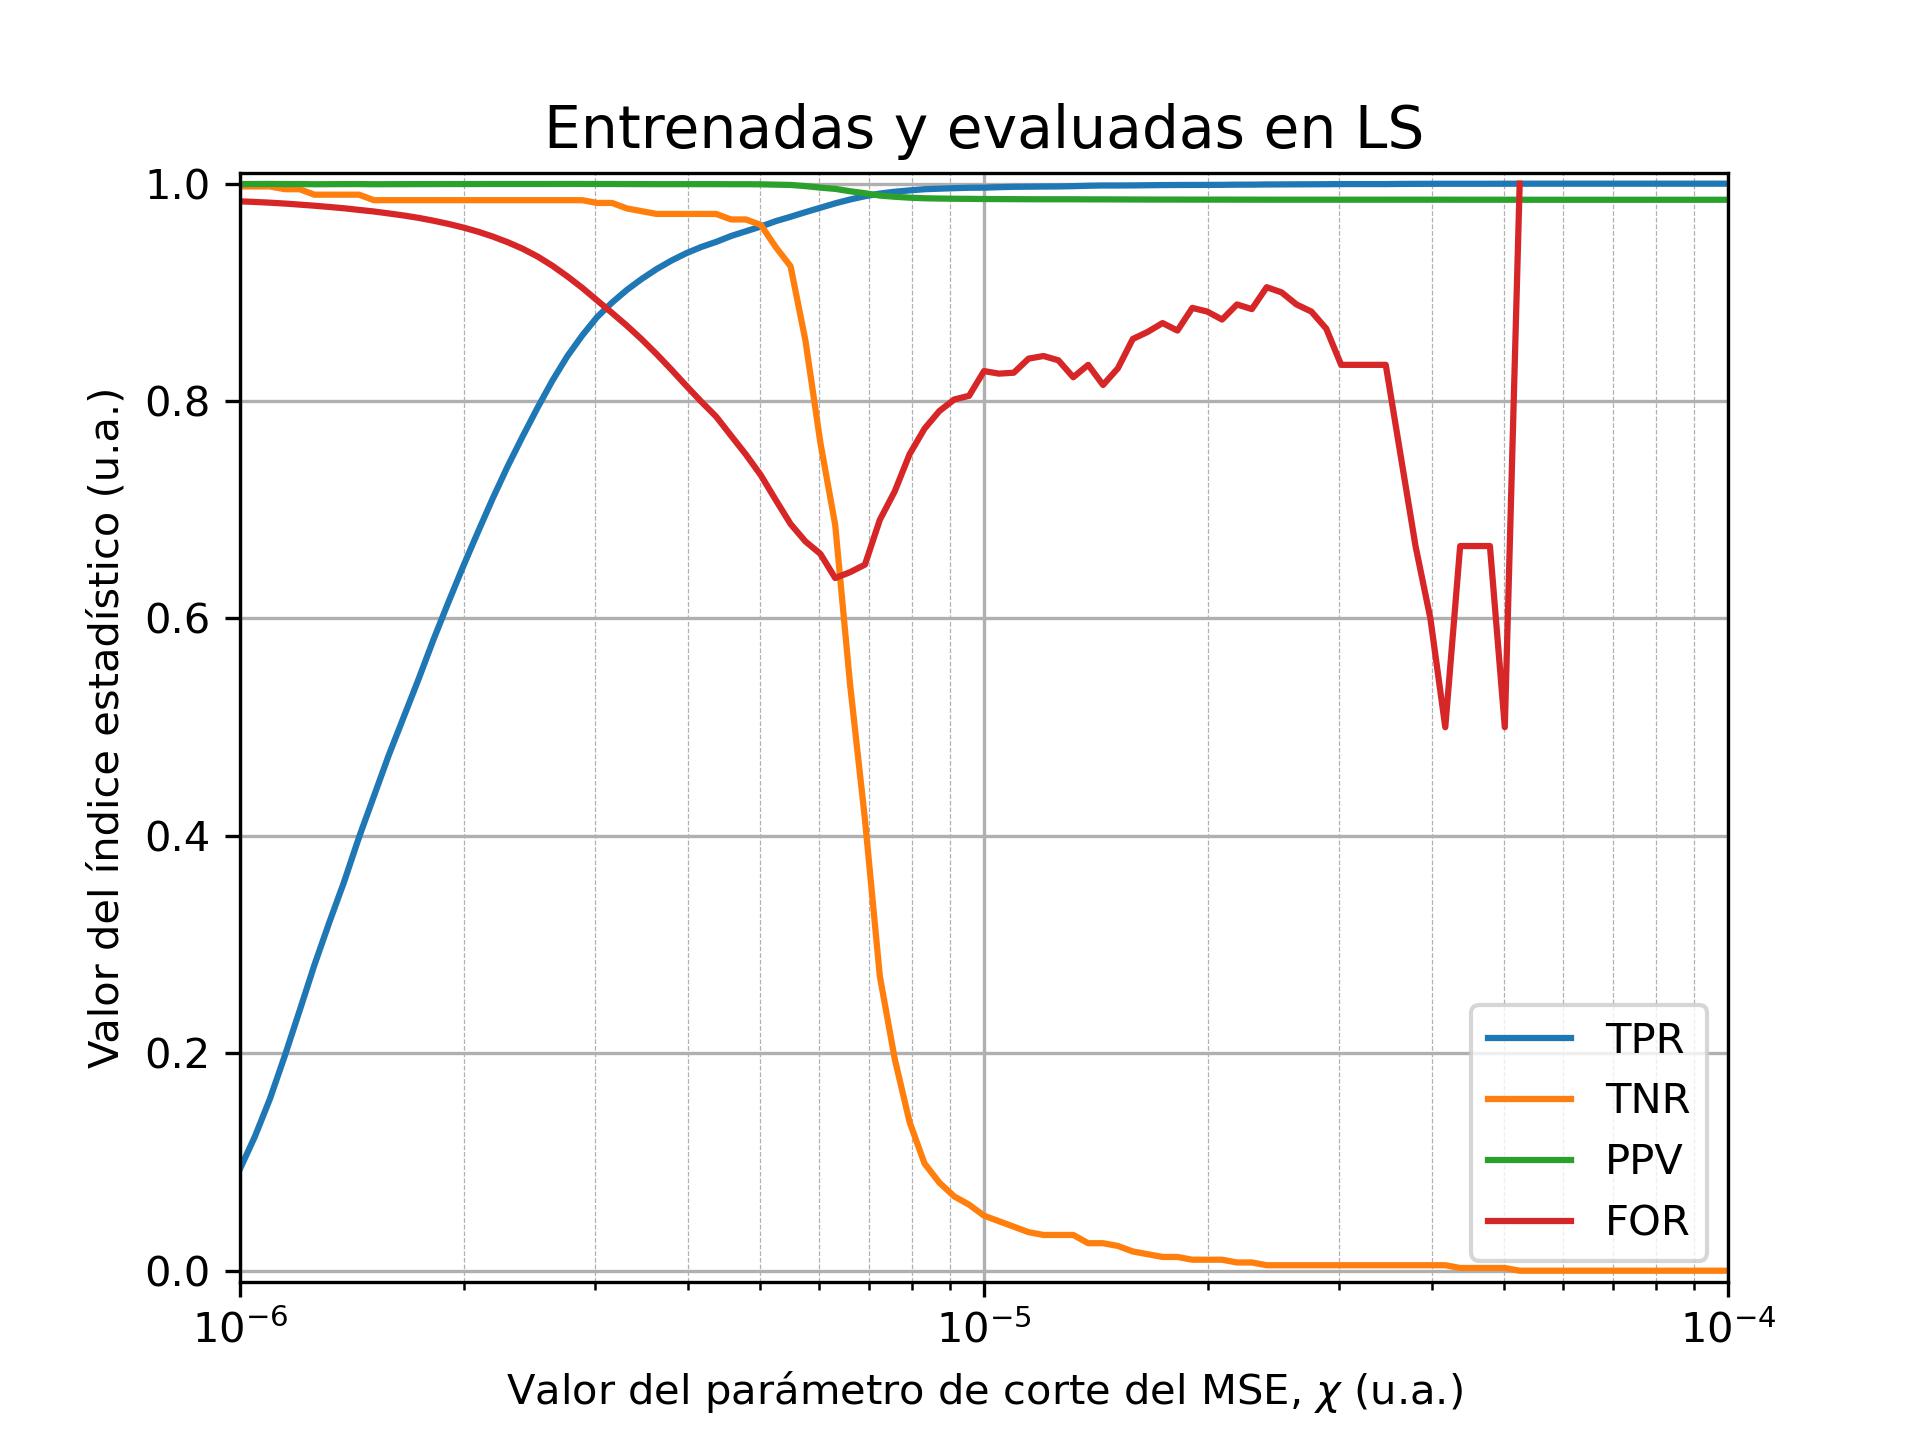 Entrenadas y evaluadas en LS
Valor del índice estadístico (u.a.)
1.0
0.8
0.6
0.4
0.2
0.0
10⁻⁶
10⁻⁵
10⁻⁴
Valor del parámetro de corte del MSE, χ (u.a.)
TPR
TNR
PPV
FOR